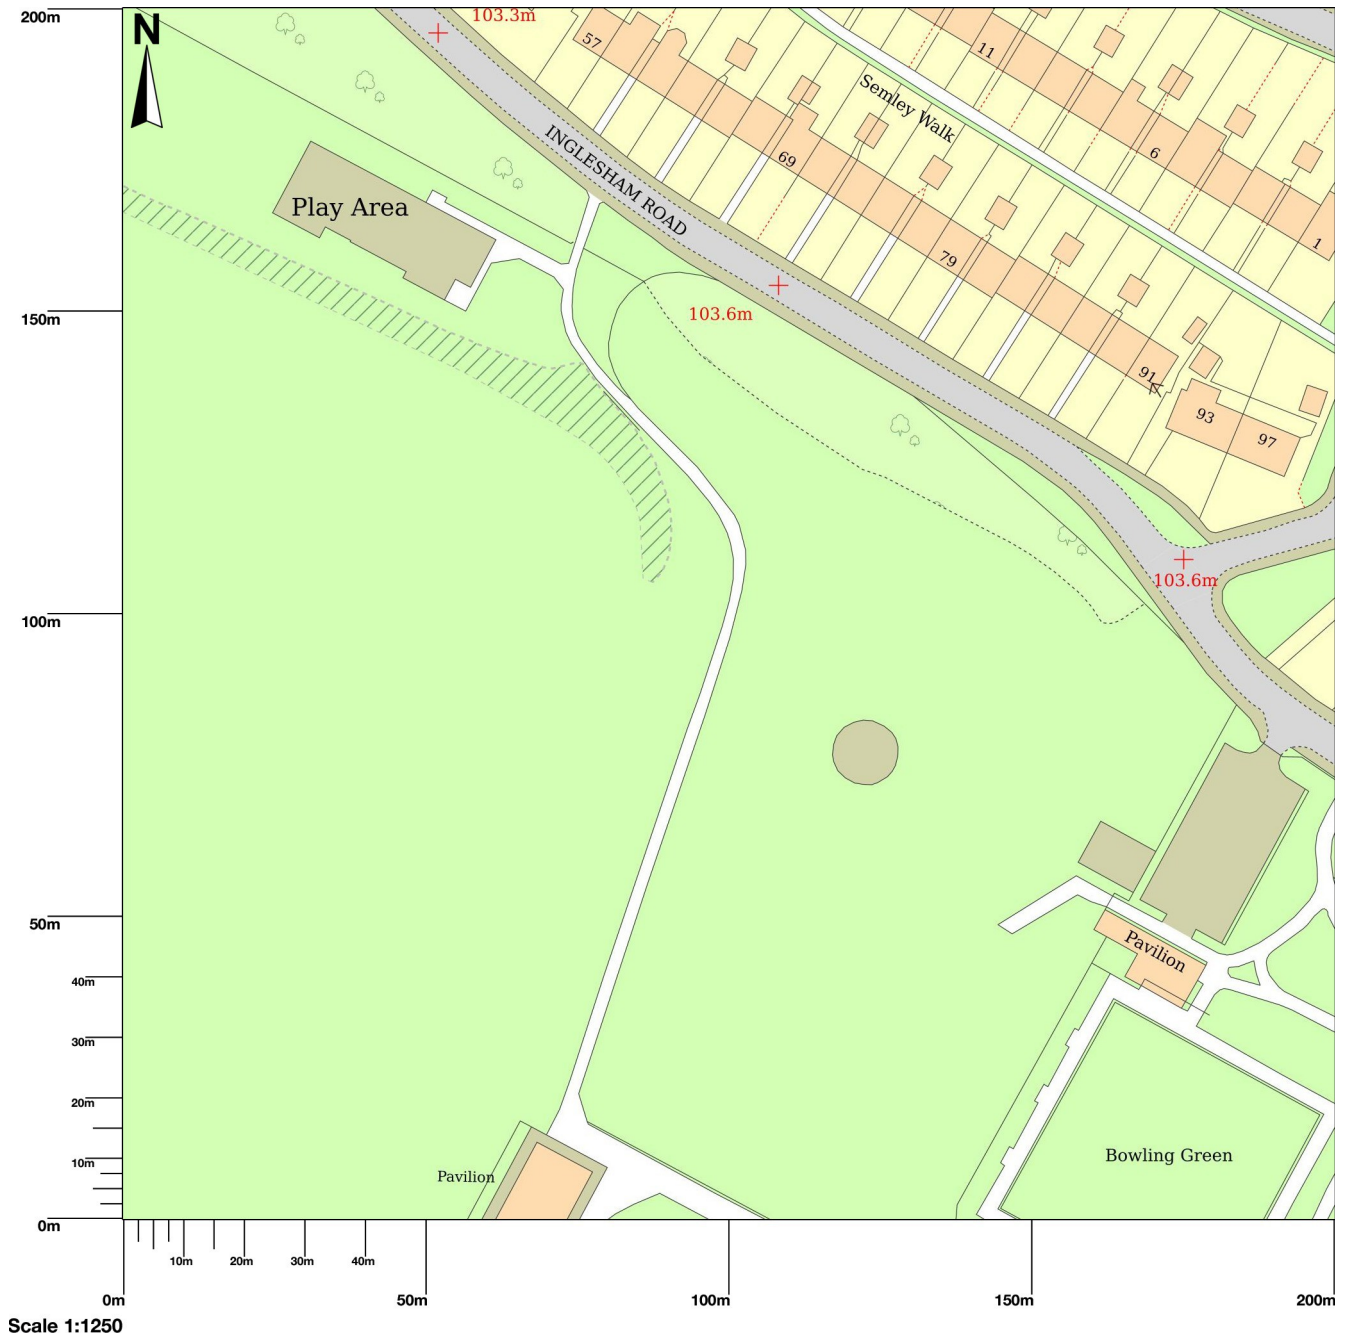 200m
N
103.3m
57
11
Semley Walk
INGLESHAM ROAD
69
6
Play Area
1
79
103.6m
150m
91
93
97
103.6m
100m
50m
Pavilion
40m
30m
20m
10m
Bowling Green
Pavilion
0m
10m
20m
30m
40m
0m
50m
100m
150m
200m
Scale 1:1250